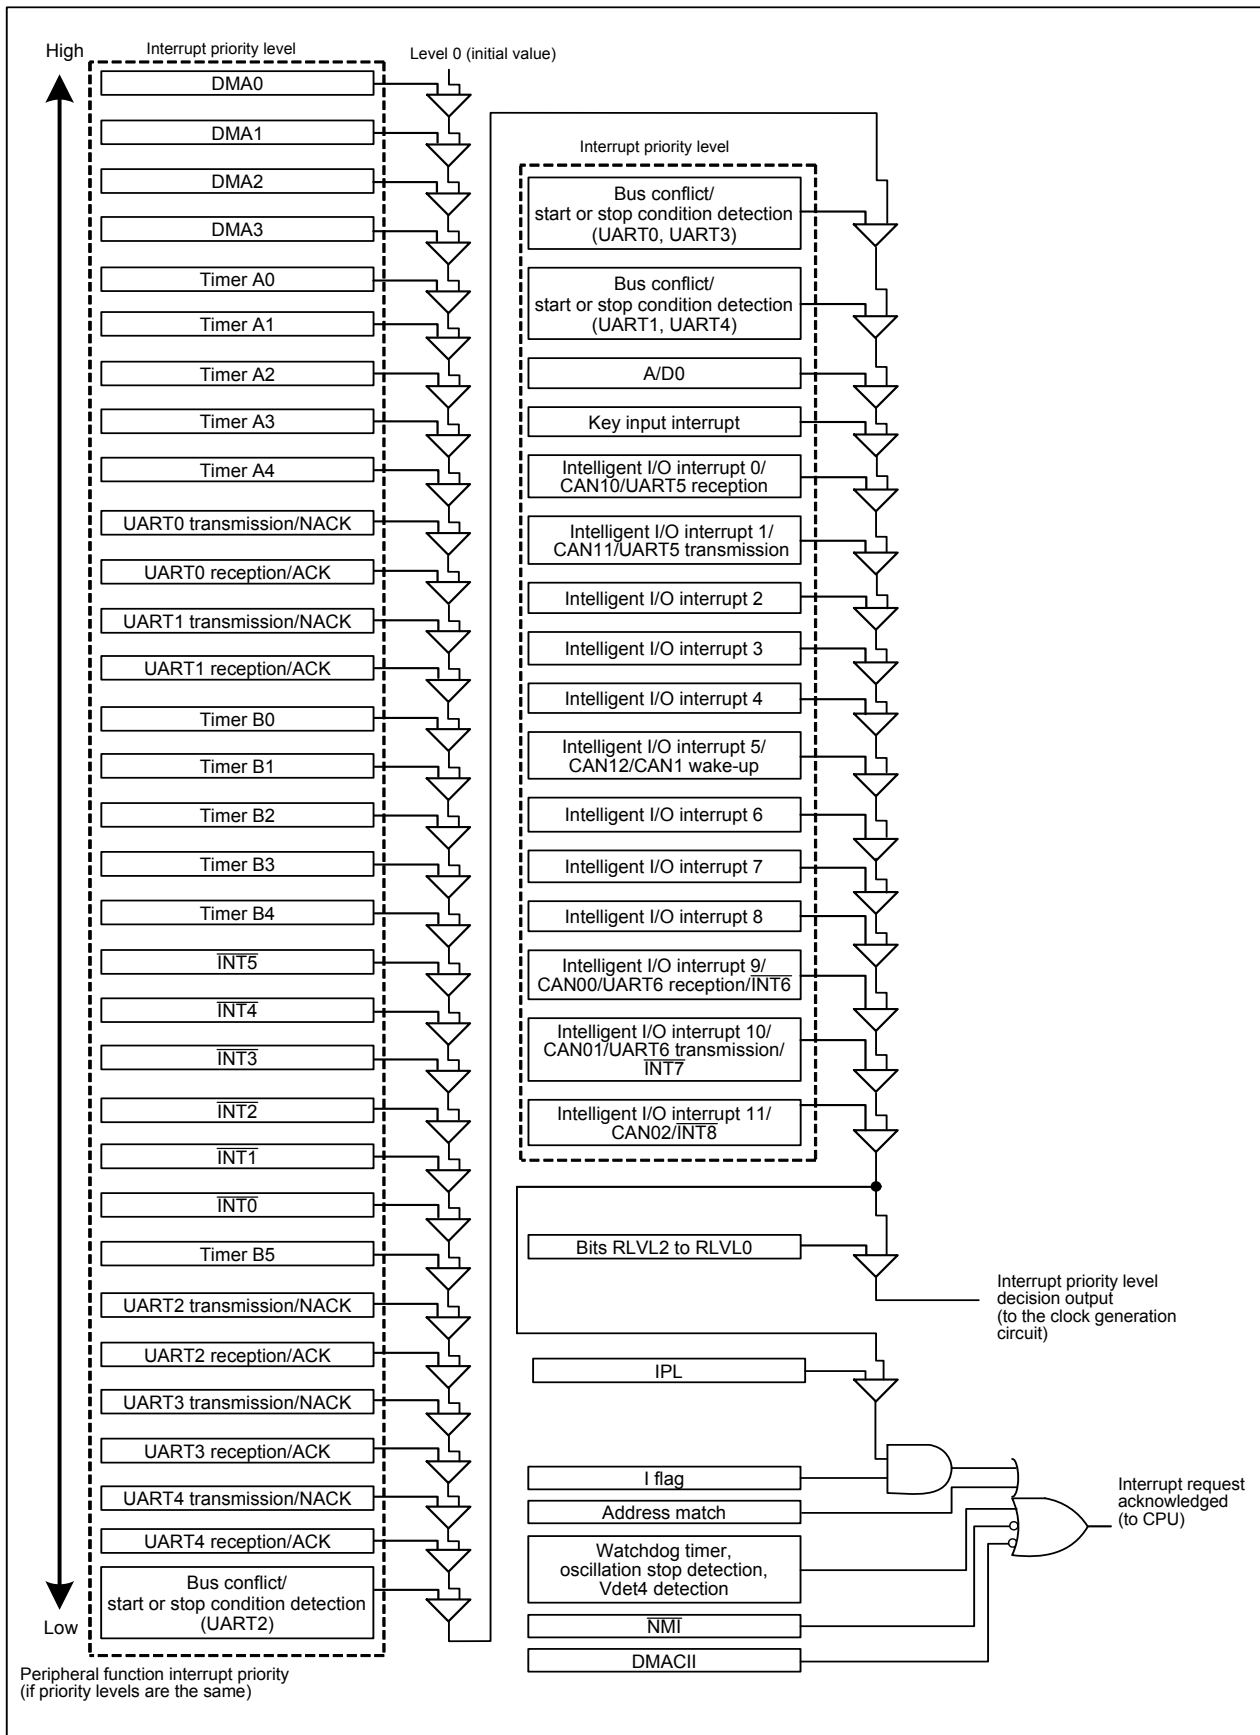 High
Interrupt priority level
Level 0 (initial value)
DMA0
DMA1
DMA2
DMA3
Timer A0
Timer A1
Timer A2
Timer A3
Timer A4
UART0 transmission/NACK
UART0 reception/ACK
UART1 transmission/NACK
UART1 reception/ACK
Timer B0
Timer B1
Timer B2
Timer B3
Timer B4
INT5
INT4
INT3
INT2
INT1
INT0
Timer B5
UART2 transmission/NACK
UART2 reception/ACK
UART3 transmission/NACK
UART3 reception/ACK
UART4 transmission/NACK
UART4 reception/ACK
Bus conflict/
start or stop condition detection
(UART2)
Low
Peripheral function interrupt priority
(if priority levels are the same)
Interrupt priority level
Bus conflict/
start or stop condition detection
(UART0, UART3)
Bus conflict/
start or stop condition detection
(UART1, UART4)
A/D0
Key input interrupt
Intelligent I/O interrupt 0/
CAN10/UART5 reception
Intelligent I/O interrupt 1/
CAN11/UART5 transmission
Intelligent I/O interrupt 2
Intelligent I/O interrupt 3
Intelligent I/O interrupt 4
Intelligent I/O interrupt 5/
CAN12/CAN1 wake-up
Intelligent I/O interrupt 6
Intelligent I/O interrupt 7
Intelligent I/O interrupt 8
Intelligent I/O interrupt 9/
CAN00/UART6 reception/INT6
Intelligent I/O interrupt 10/
CAN01/UART6 transmission/
INT7
Intelligent I/O interrupt 11/
CAN02/INT8
Bits RLVL2 to RLVL0
Interrupt priority level
decision output
(to the clock generation
circuit)
IPL
I flag
Address match
Watchdog timer,
oscillation stop detection,
Vdet4 detection
NMI
DMACII
Interrupt request
acknowledged
(to CPU)